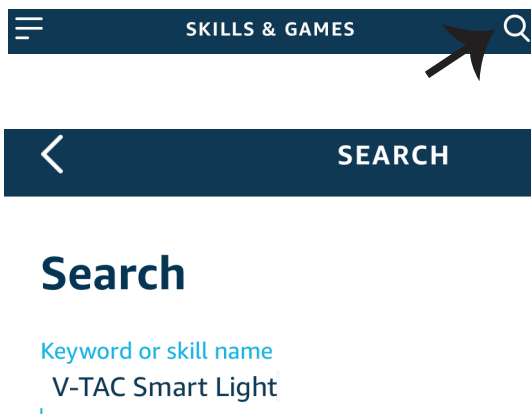 SKILLS & GAMES
SEARCH
Search
Keyword or skill name
V-TAC Smart Light